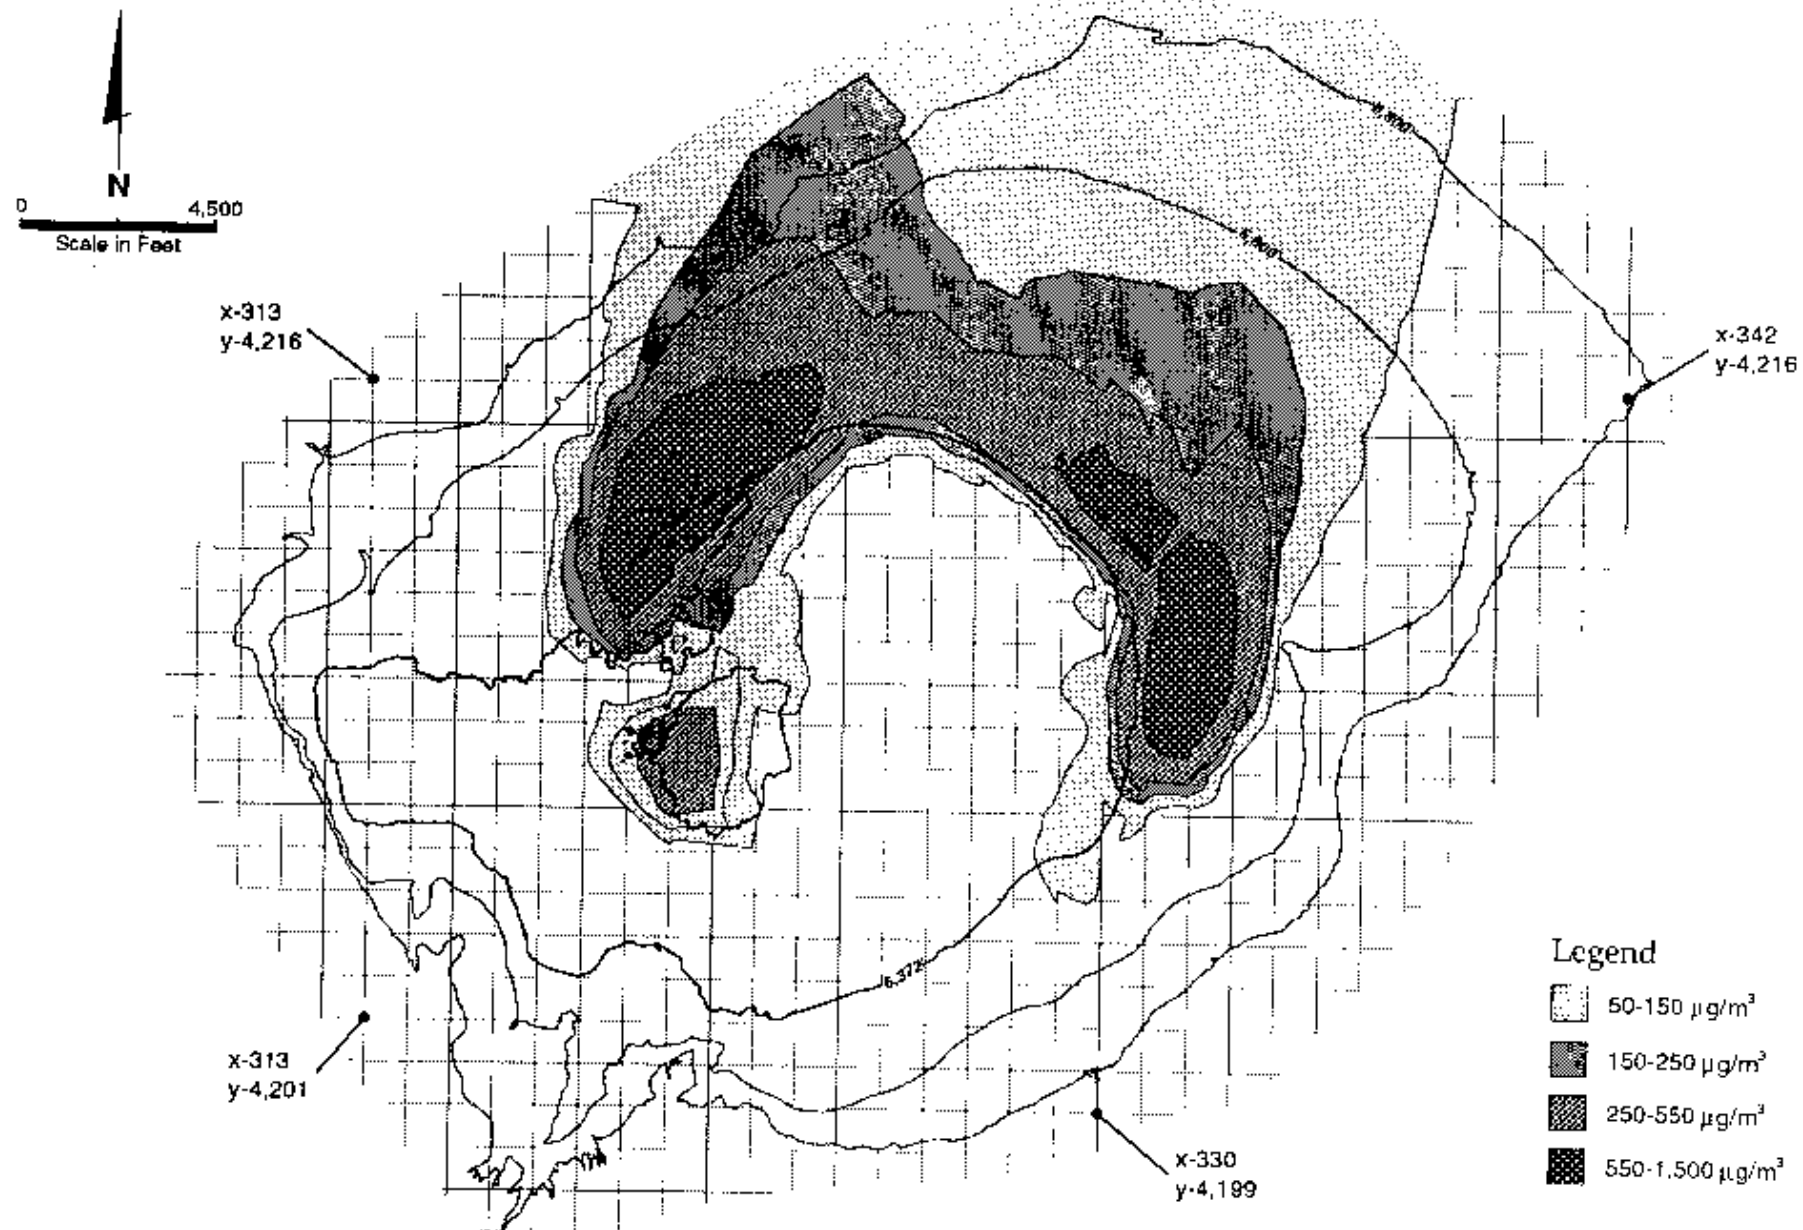 N
0 4,500
Scale in Feet
x-313
y-4,216
x-342
y-4,216
6,372
x-313
y-4,201
x-330
y-4,199
Legend
50-150 µg/m³
150-250 µg/m³
250-550 µg/m³
550-1,500 µg/m³